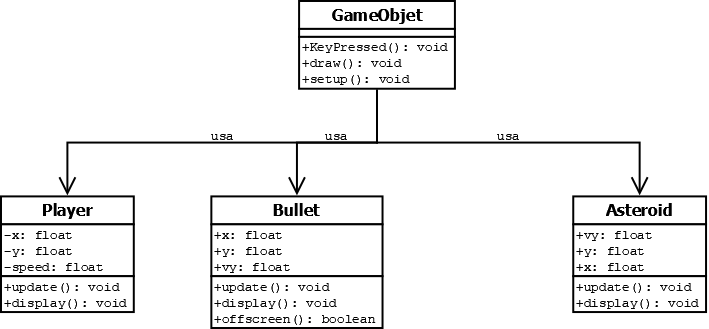 GameObjet
+KeyPressed(): void
+draw(): void
+setup(): void
usa
usa
usa
Player
-x: float
-y: float
-speed: float
+update(): void
+display(): void
Bullet
+x: float
+y: float
+vy: float
+update(): void
+display(): void
+offscreen(): boolean
Asteroid
+vy: float
+y: float
+x: float
+update(): void
+display(): void